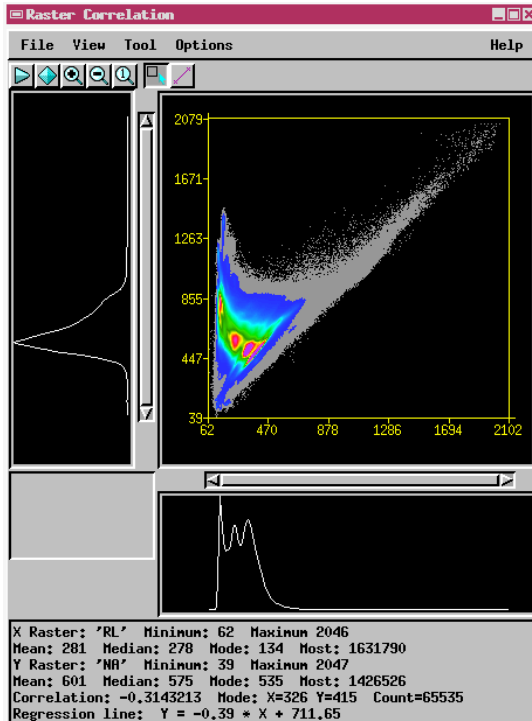 Raster Correlation
File View Tool Options Help
1
2079
1671
1263
855
447
39
62 470 878 1286 1694 2102
X Raster: 'RL' Minimum: 62 Maximum 2046
Mean: 281 Median: 278 Mode: 134 Most: 1631790
Y Raster: 'NA' Minimum: 39 Maximum 2047
Mean: 601 Median: 575 Mode: 535 Most: 1426526
Correlation: -0.3143213 Mode: X=326 Y=415 Count=65535
Regression line: Y = -0.39 * X + 711.65